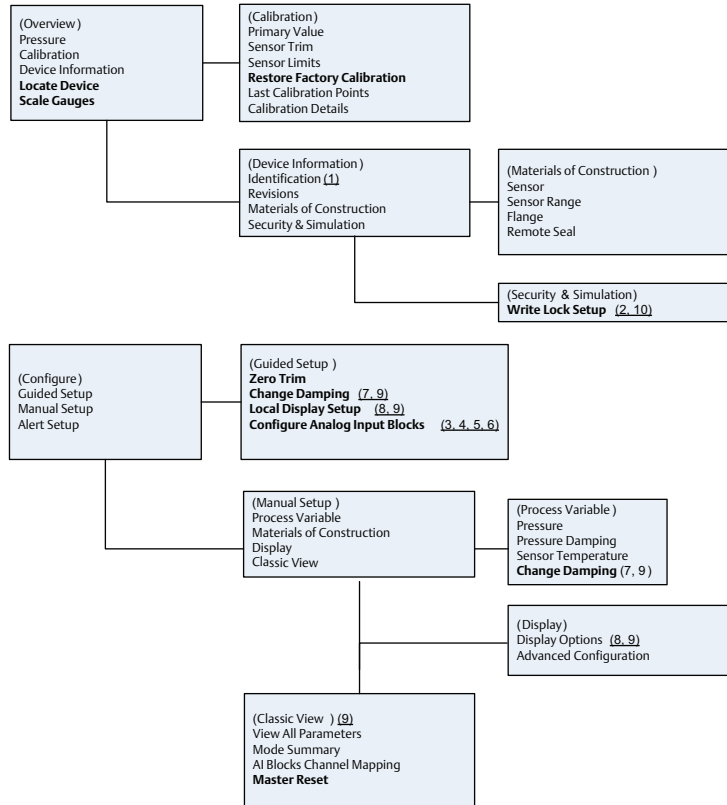 (Overview)
Pressure
Calibration
Device Information
Locate Device
Scale Gauges
(Calibration)
Primary Value
Sensor Trim
Sensor Limits
Restore Factory Calibration
Last Calibration Points
Calibration Details
(Device Information)
Identification (1)
Revisions
Materials of Construction
Security & Simulation
(Materials of Construction )
Sensor
Sensor Range
Flange
Remote Seal
(Security & Simulation)
Write Lock Setup (2, 10)
(Configure)
Guided Setup
Manual Setup
Alert Setup
(Guided Setup )
Zero Trim
Change Damping (7, 9)
Local Display Setup (8, 9)
Configure Analog Input Blocks (3, 4, 5, 6)
(Manual Setup )
Process Variable
Materials of Construction
Display
Classic View
(Process Variable )
Pressure
Pressure Damping
Sensor Temperature
Change Damping (7, 9 )
(Display)
Display Options (8, 9)
Advanced Configuration
(Classic View ) (9)
View All Parameters
Mode Summary
AI Blocks Channel Mapping
Master Reset